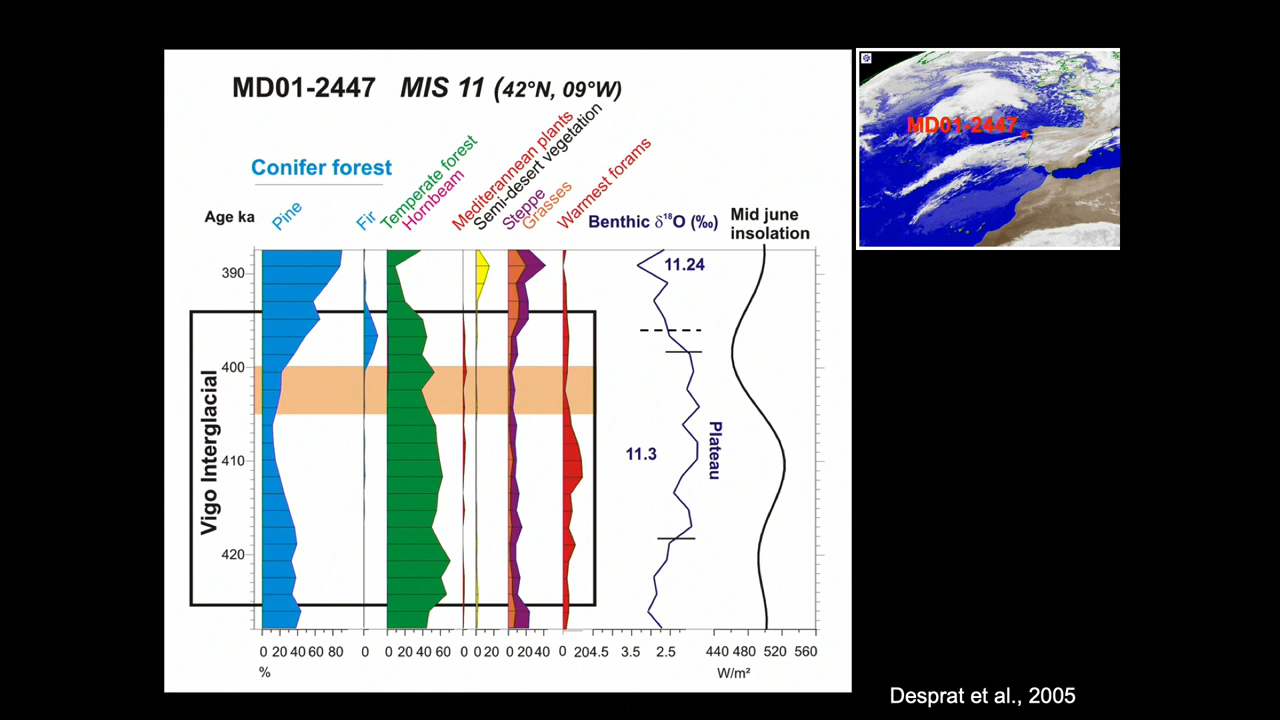 MD01-2447 MIS 11 (42°N, 09°W)
MD01-2447
Conifer forest
Age ka
Pine
Fir
Temperate forest
Hornbeam
Mediterannean plants
Semi-desert vegetation
Steppe
Grasses
Warmest forams
Benthic δ¹⁸O (‰)
Mid june
insolation
390
400
410
420
Vigo Interglacial
11.24
11.3
Plateau
0 20 40 60 80 0 0 20 40 60 0 0 20 0 20 40 0 204.5 3.5 2.5 440 480 520 560
%
W/m²
Desprat et al., 2005